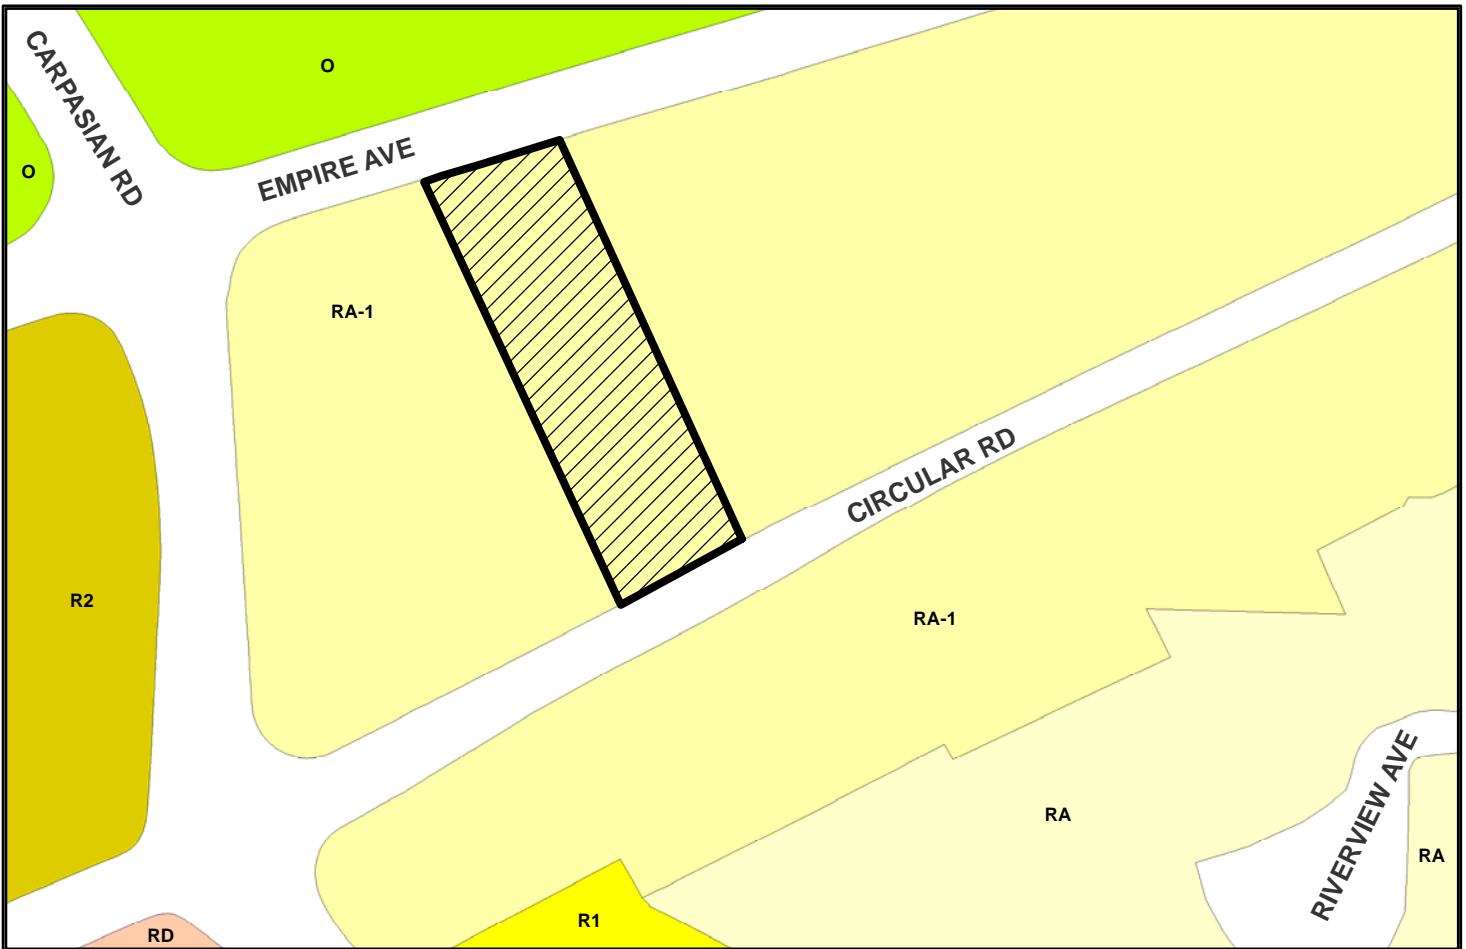 O
CARPASIAN RD
EMPIRE AVE
O
RA-1
CIRCULAR RD
R2
RA-1
RIVERVIEW AVE
RA
RA
R1
RD